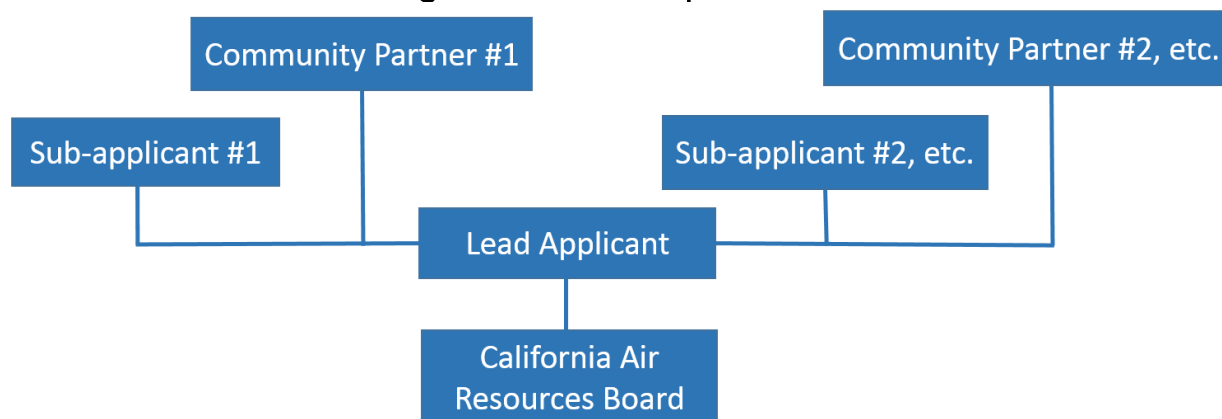 Community Partner #1
Community Partner #2, etc.
Sub-applicant #1
Sub-applicant #2, etc.
Lead Applicant
California Air
Resources Board